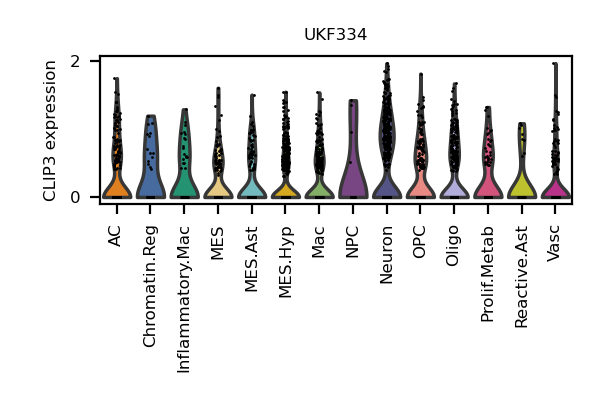 UKF334
CLIP3 expression
2
0
AC
Chromatin.Reg
Inflammatory.Mac
MES
MES.Ast
MES.Hyp
Mac
NPC
Neuron
OPC
Oligo
Prolif.Metab
Reactive.Ast
Vasc